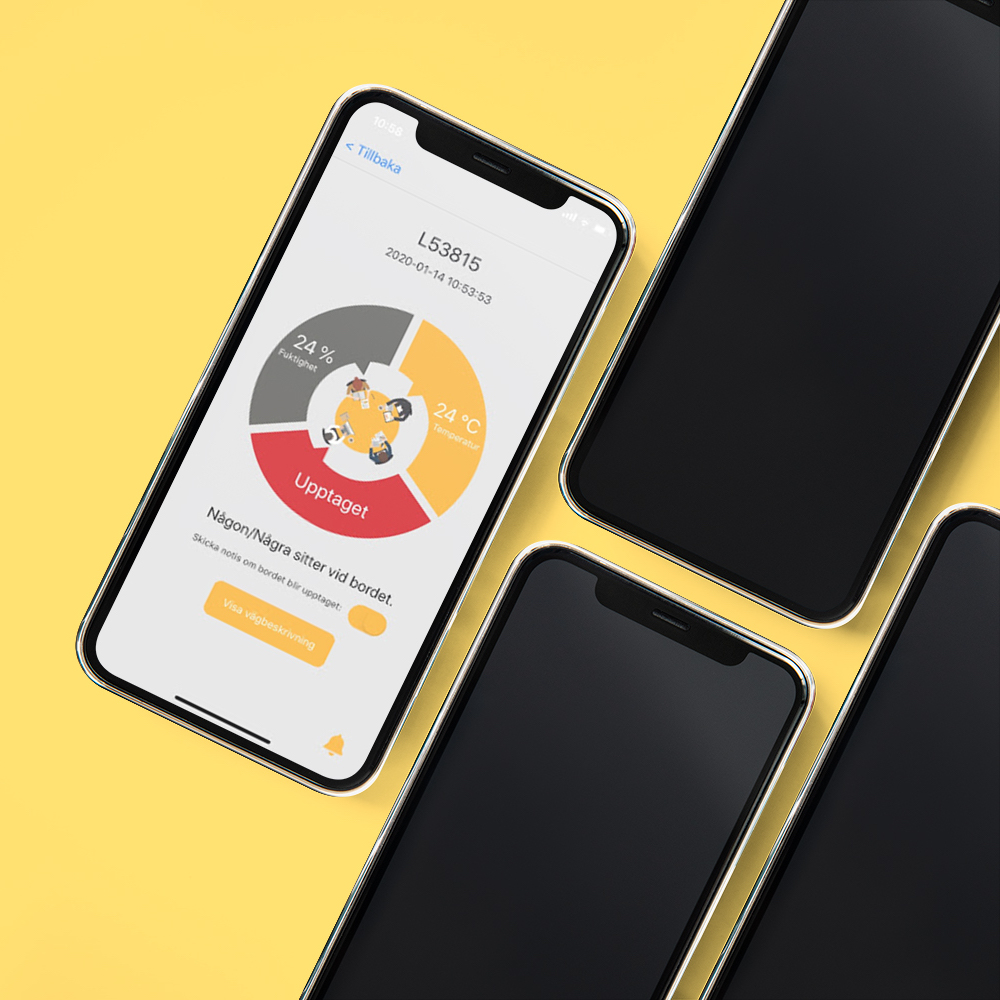 10:58
< Tillbaka
L53815
2020-01-14 10:53:53
24 %
Fuktighet
24 °C
Temperatur
Upptaget
Någon/Några sitter vid bordet.
Skicka notis om bordet blir upptaget:
Visa vägbeskrivning